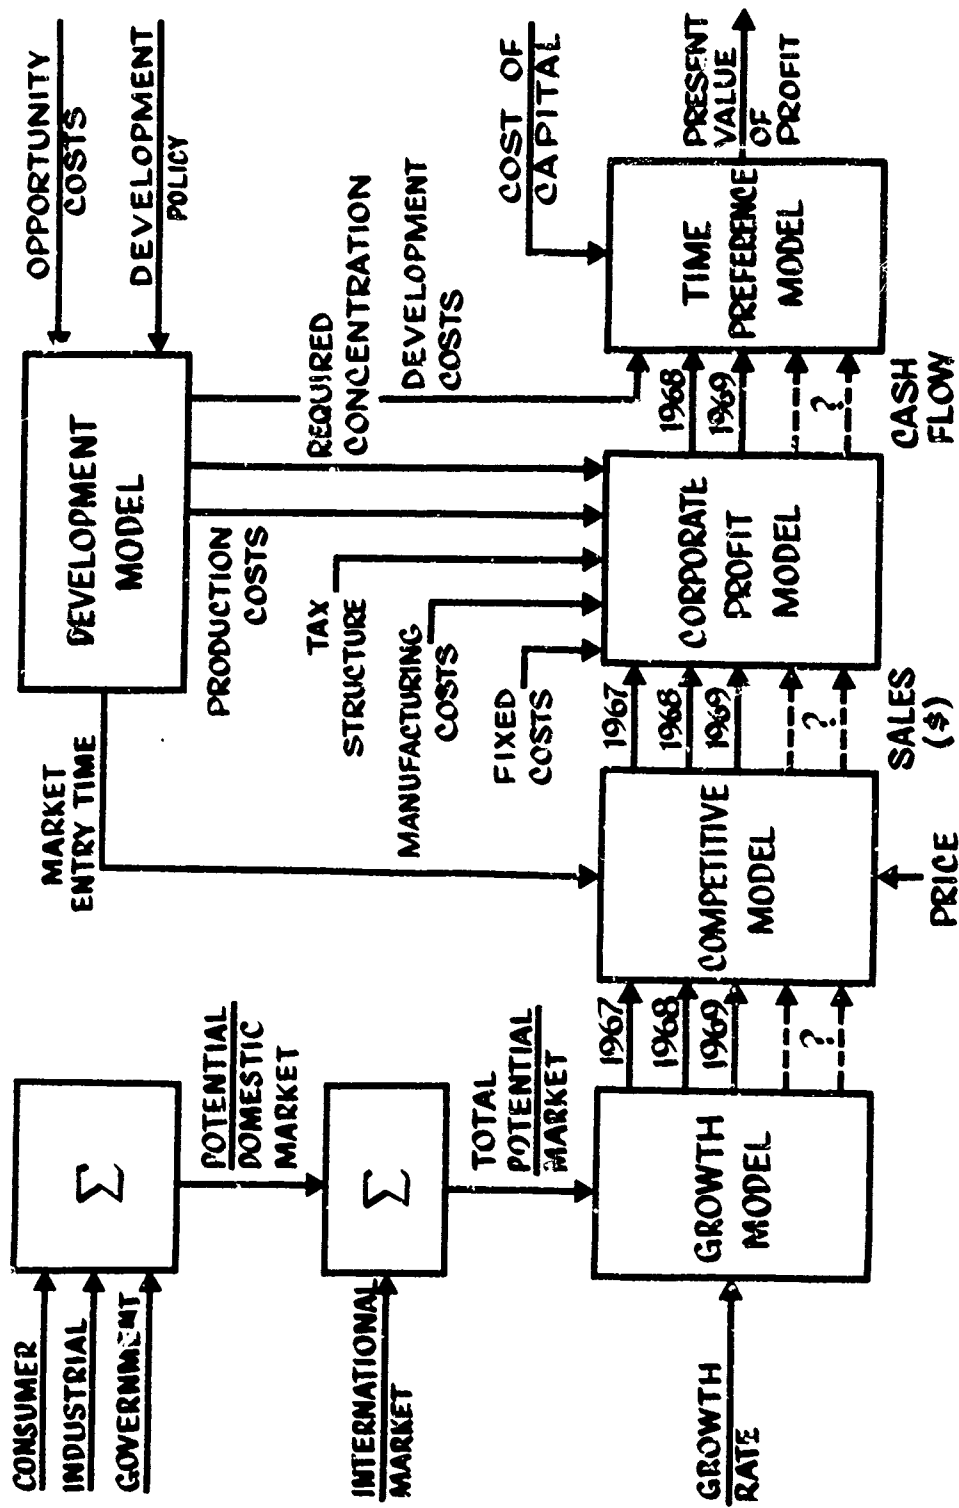 CONSUMER
INDUSTRIAL
GOVERNMENT
Σ
POTENTIAL
DOMESTIC
MARKET
INTERNATIONAL
MARKET
Σ
TOTAL
POTENTIAL
MARKET
GROWTH
RATE
GROWTH
MODEL
1967
1968
1969
?
MARKET
ENTRY TIME
COMPETITIVE
MODEL
PRICE
1967
1968
1969
?
SALES
($)
OPPORTUNITY
COSTS
DEVELOPMENT
POLICY
DEVELOPMENT
MODEL
PRODUCTION
COSTS
TAX
STRUCTURE
MANUFACTURING
COSTS
FIXED
COSTS
REQUIRED
CONCENTRATION
DEVELOPMENT
COSTS
CORPORATE
PROFIT
MODEL
1968
1969
?
CASH
FLOW
COST OF
CAPITAL
TIME
PREFERENCE
MODEL
PRESENT
VALUE
OF
PROFIT